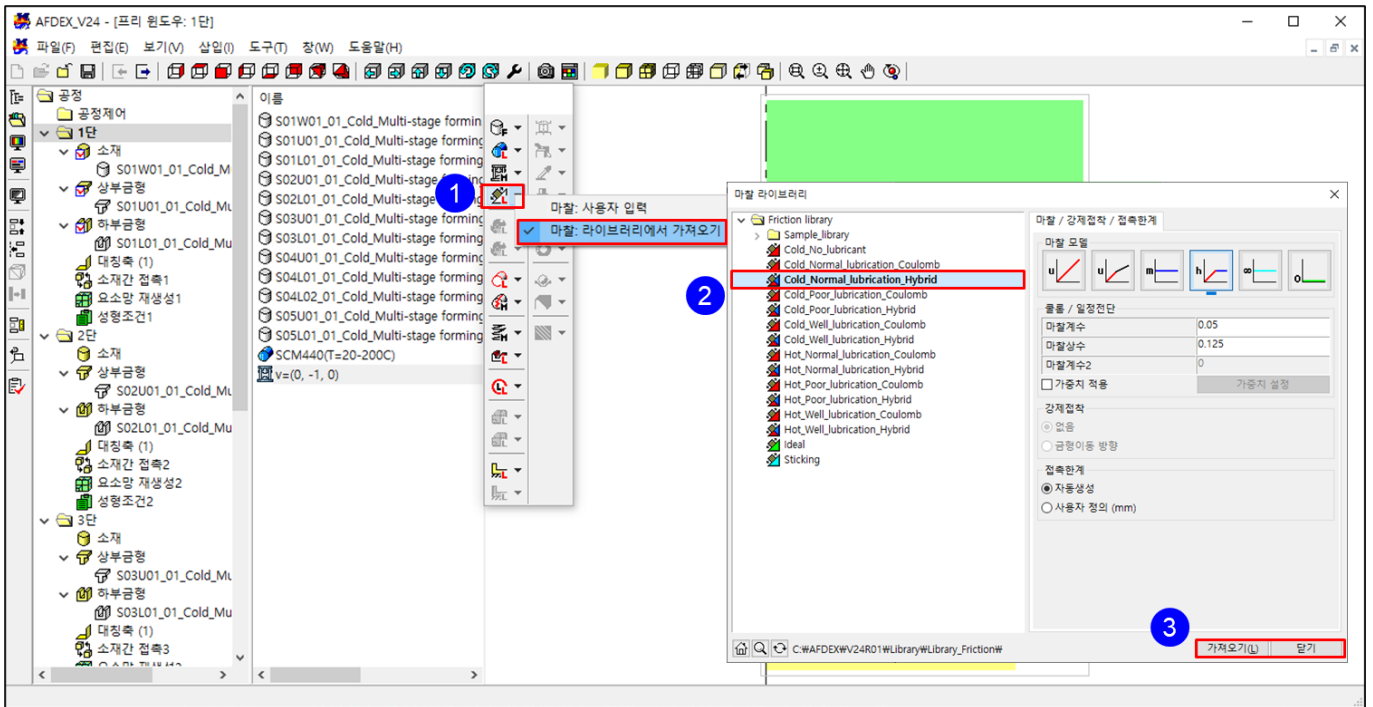 AFDEX_V24 - [프리 윈도우: 1단]
파일(F) 편집(E) 보기(V) 삽입(I) 도구(T) 창(W) 도움말(H)
공정
공정제어
1단
소재
S01W01_01_Cold_M
상부금형
S01U01_01_Cold_Mu
하부금형
S01L01_01_Cold_Mu
대칭축 (1)
소재간 접촉1
요소망 재생성1
성형조건1
2단
소재
상부금형
S02U01_01_Cold_Mu
하부금형
S02L01_01_Cold_Mu
대칭축 (1)
소재간 접촉2
요소망 재생성2
성형조건2
3단
소재
상부금형
S03U01_01_Cold_Mu
하부금형
S03L01_01_Cold_Mu
대칭축 (1)
소재간 접촉3
이름
S01W01_01_Cold_Multi-stage formin
S01U01_01_Cold_Multi-stage forming
S01L01_01_Cold_Multi-stage forming
S02U01_01_Cold_Multi-stage forming
S02L01_01_Cold_Multi-stage forming
S03U01_01_Cold_Multi-stage forming
S03L01_01_Cold_Multi-stage forming
S04U01_01_Cold_Multi-stage forming
S04L01_01_Cold_Multi-stage forming
S04L02_01_Cold_Multi-stage forming
S05U01_01_Cold_Multi-stage forming
S05L01_01_Cold_Multi-stage forming
SCM440(T=20-200C)
v=(0, -1, 0)
1
마찰: 사용자 입력
마찰: 라이브러리에서 가져오기
2
마찰 라이브러리
Friction library
Sample_library
Cold_No_lubricant
Cold_Normal_lubrication_Coulomb
Cold_Normal_lubrication_Hybrid
Cold_Poor_lubrication_Coulomb
Cold_Poor_lubrication_Hybrid
Cold_Well_lubrication_Coulomb
Cold_Well_lubrication_Hybrid
Hot_Normal_lubrication_Coulomb
Hot_Normal_lubrication_Hybrid
Hot_Poor_lubrication_Coulomb
Hot_Poor_lubrication_Hybrid
Hot_Well_lubrication_Coulomb
Hot_Well_lubrication_Hybrid
Ideal
Sticking
마찰 / 강제접착 / 접촉한계
마찰 모델
u u m h ∞ o
쿨롱 / 일정전단
마찰계수 0.05
마찰상수 0.125
마찰계수2 0
가중치 적용 가중치 설정
강제접착
없음
금형이동 방향
접촉한계
자동생성
사용자 정의 (mm)
3
C:₩AFDEX₩V24R01₩Library₩Library_Friction₩
가져오기(L) 닫기